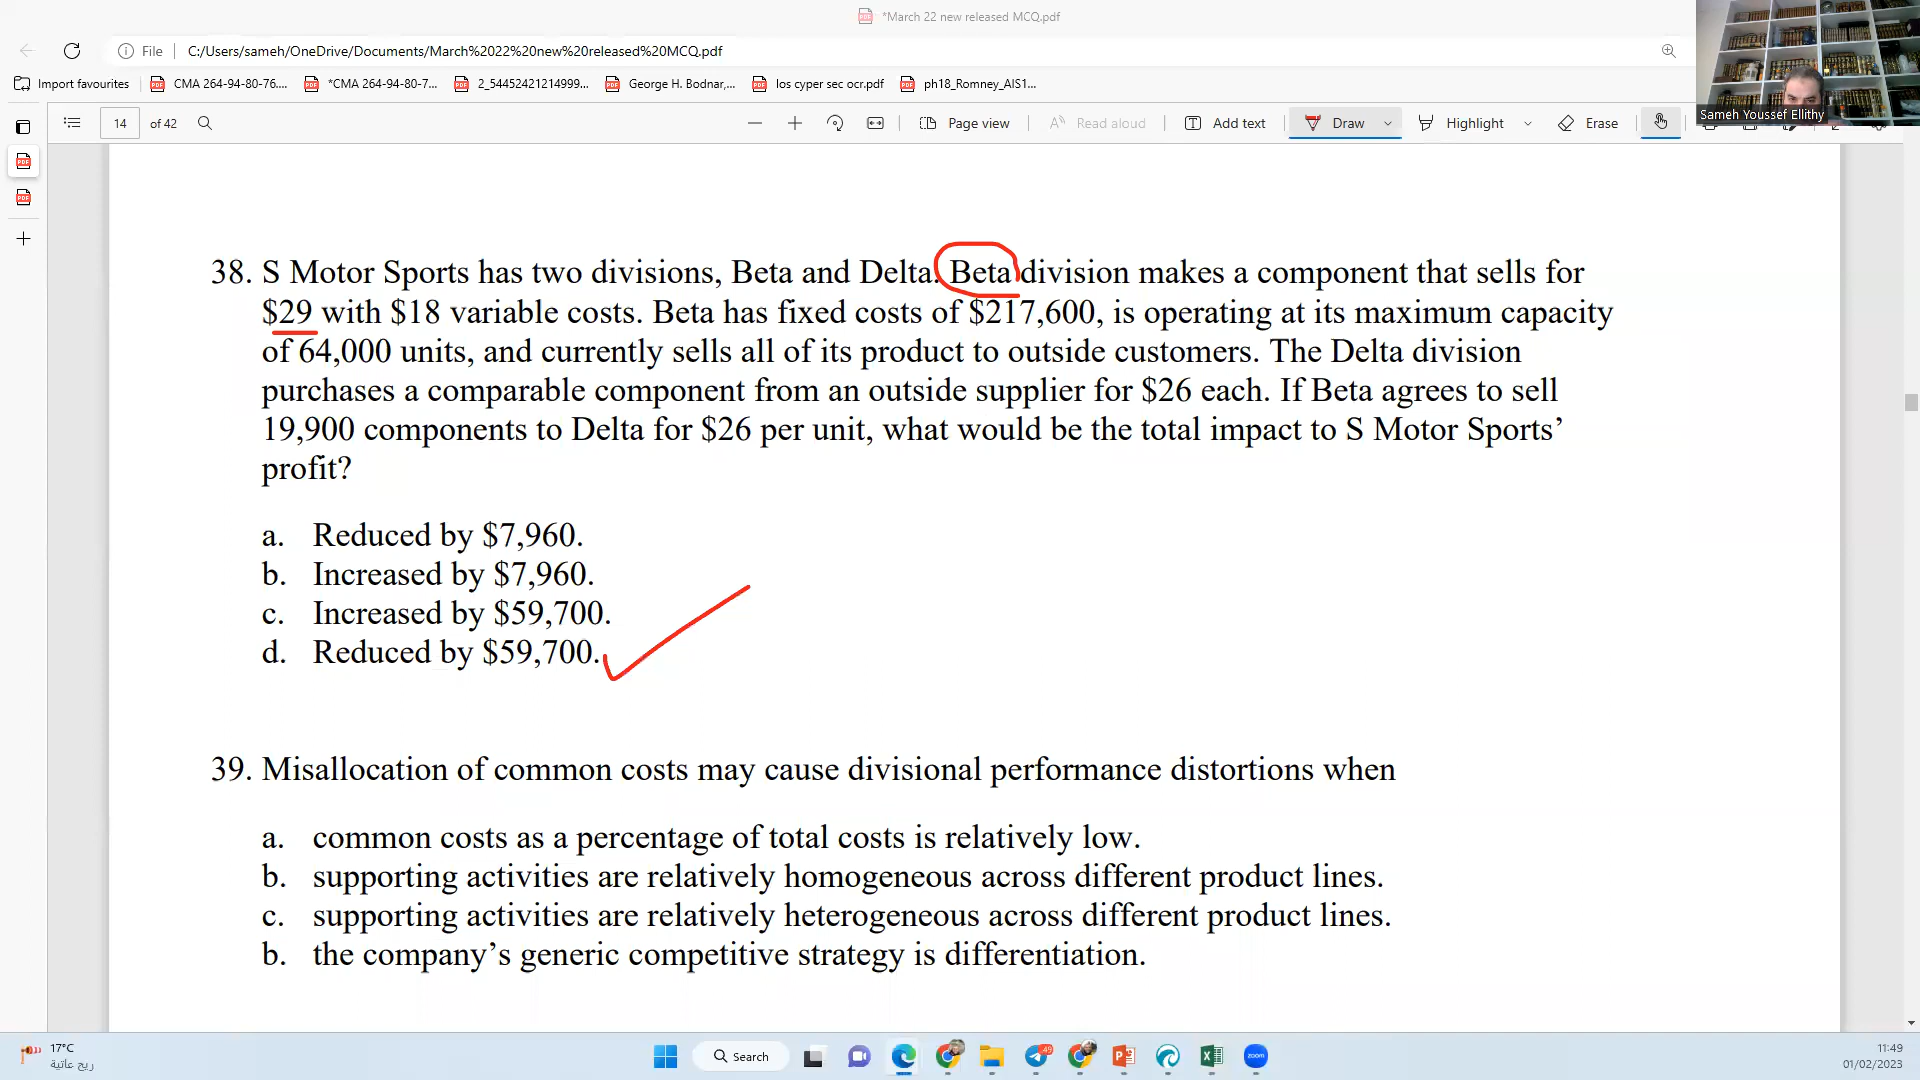 *March 22 new released MCQ.pdf
File C:/Users/sameh/OneDrive/Documents/March%2022%20new%20released%20MCQ.pdf
Import favourites CMA 264-94-80-76.... *CMA 264-94-80-7... 2_54452421214999... George H. Bodnar,... los cyper sec ocr.pdf ph18_Romney_AIS1...
Sameh Youssef Ellithy
14 of 42 Page view Read aloud Add text Draw Highlight Erase
38. S Motor Sports has two divisions, Beta and Delta. Beta division makes a component that sells for
$29 with $18 variable costs. Beta has fixed costs of $217,600, is operating at its maximum capacity
of 64,000 units, and currently sells all of its product to outside customers. The Delta division
purchases a comparable component from an outside supplier for $26 each. If Beta agrees to sell
19,900 components to Delta for $26 per unit, what would be the total impact to S Motor Sports'
profit?
a. Reduced by $7,960.
b. Increased by $7,960.
c. Increased by $59,700.
d. Reduced by $59,700.
39. Misallocation of common costs may cause divisional performance distortions when
a. common costs as a percentage of total costs is relatively low.
b. supporting activities are relatively homogeneous across different product lines.
c. supporting activities are relatively heterogeneous across different product lines.
b. the company's generic competitive strategy is differentiation.
17°C
ريح عاتية
Search
49
zoom
11:49
01/02/2023